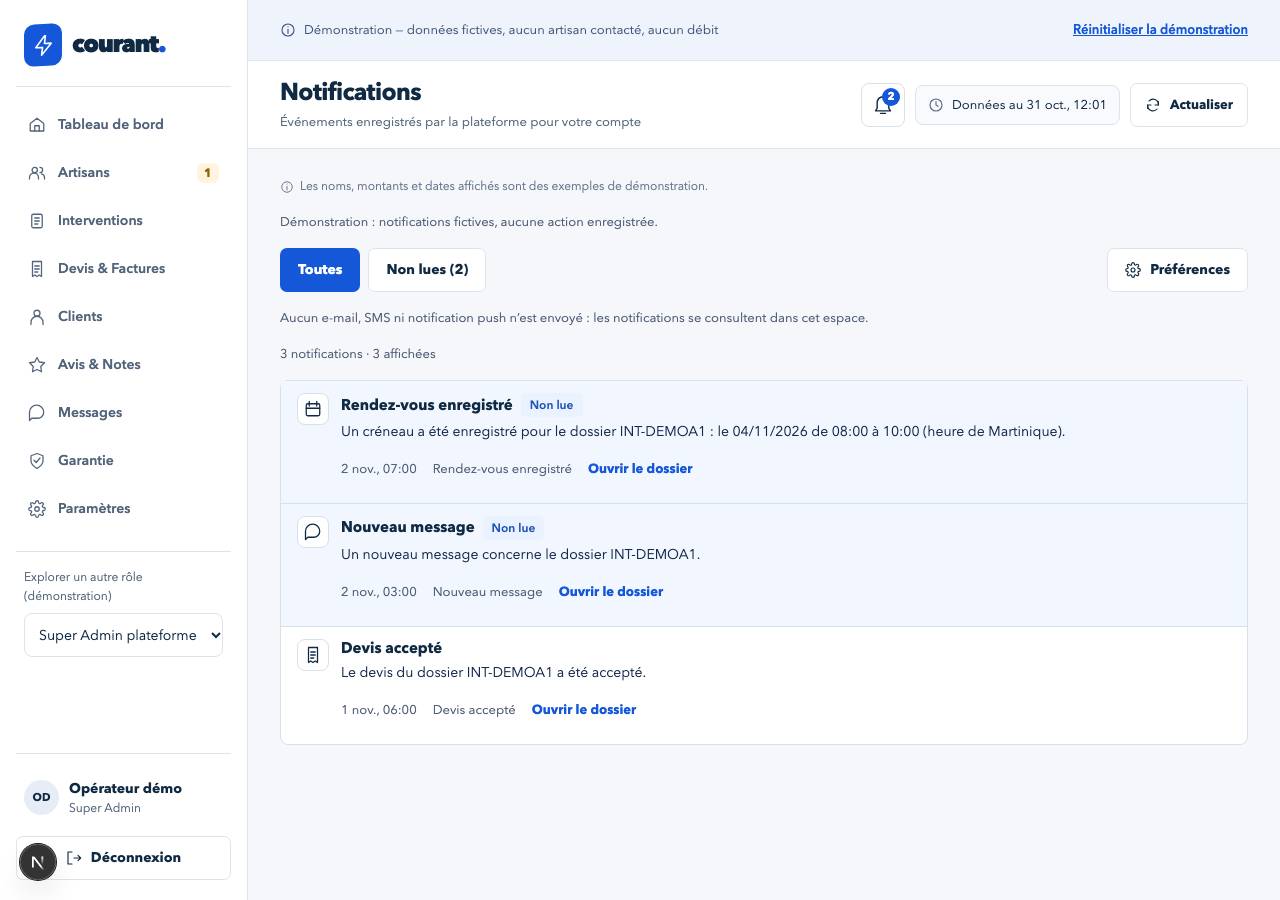 courant.
Démonstration – données fictives, aucun artisan contacté, aucun débit
Réinitialiser la démonstration
Tableau de bord
Artisans
1
Interventions
Devis & Factures
Clients
Avis & Notes
Messages
Garantie
Paramètres
Explorer un autre rôle
(démonstration)
Super Admin plateforme
OD
Opérateur démo
Super Admin
N
Déconnexion
Notifications
Événements enregistrés par la plateforme pour votre compte
2
Données au 31 oct., 12:01
Actualiser
Les noms, montants et dates affichés sont des exemples de démonstration.
Démonstration : notifications fictives, aucune action enregistrée.
Toutes
Non lues (2)
Préférences
Aucun e-mail, SMS ni notification push n’est envoyé : les notifications se consultent dans cet espace.
3 notifications · 3 affichées
Rendez-vous enregistré Non lue
Un créneau a été enregistré pour le dossier INT-DEMOA1 : le 04/11/2026 de 08:00 à 10:00 (heure de Martinique).
2 nov., 07:00 Rendez-vous enregistré Ouvrir le dossier
Nouveau message Non lue
Un nouveau message concerne le dossier INT-DEMOA1.
2 nov., 03:00 Nouveau message Ouvrir le dossier
Devis accepté
Le devis du dossier INT-DEMOA1 a été accepté.
1 nov., 06:00 Devis accepté Ouvrir le dossier